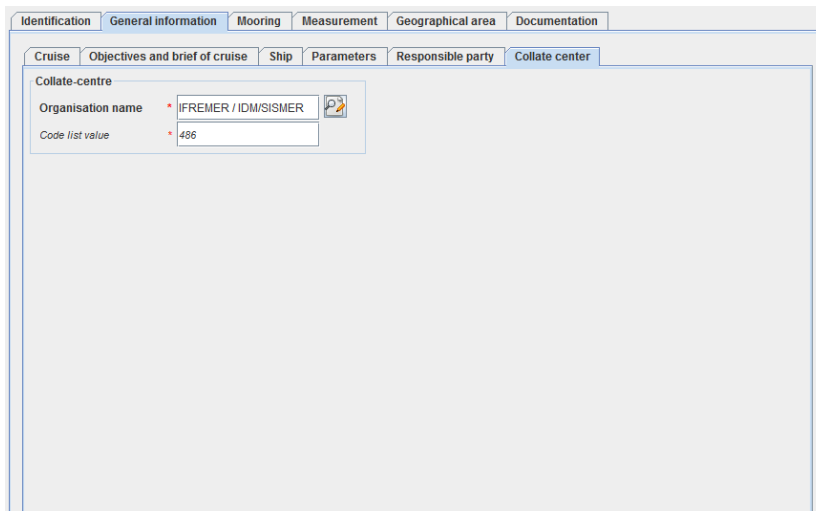 Identification General information Mooring Measurement Geographical area Documentation
Cruise Objectives and brief of cruise Ship Parameters Responsible party Collate center
Collate-centre
Organisation name * IFREMER / IDM/SISMER
Code list value * 486